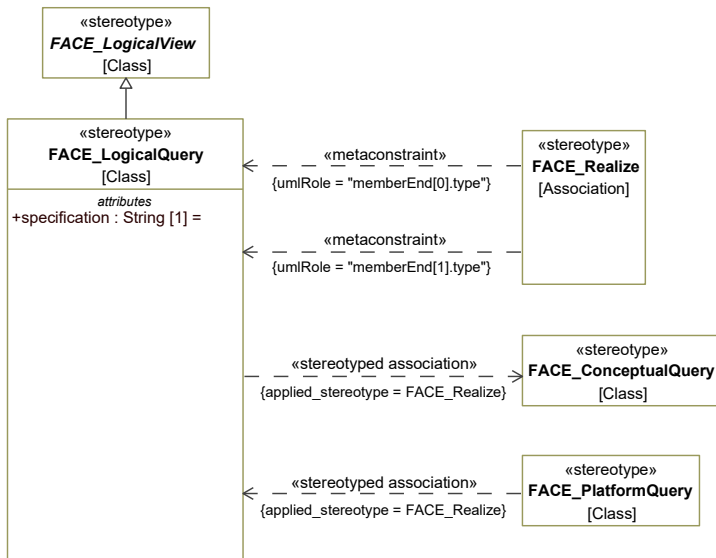 «stereotype»
FACE_LogicalView
[Class]
«stereotype»
FACE_LogicalQuery
[Class]
attributes
+specification : String [1] =
«metaconstraint»
{umlRole = "memberEnd[0].type"}
«stereotype»
FACE_Realize
[Association]
«metaconstraint»
{umlRole = "memberEnd[1].type"}
«stereotyped association»
{applied_stereotype = FACE_Realize}
«stereotype»
FACE_ConceptualQuery
[Class]
«stereotyped association»
{applied_stereotype = FACE_Realize}
«stereotype»
FACE_PlatformQuery
[Class]